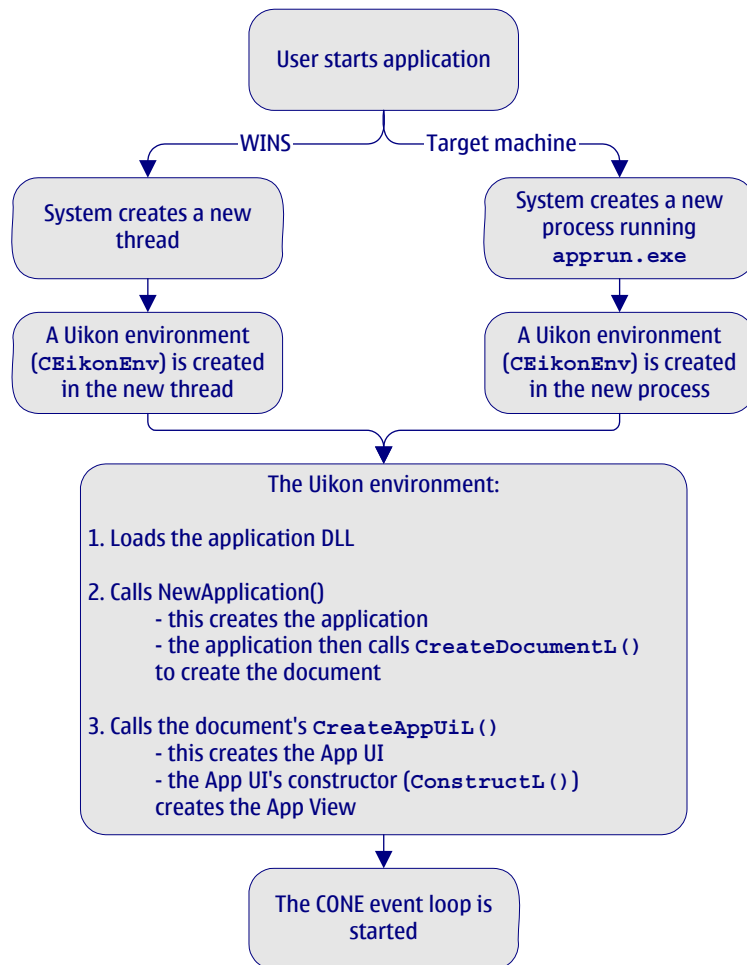 User starts application
WINS
Target machine
System creates a new
thread
System creates a new
process running
apprun.exe
A Uikon environment
(CEikonEnv) is created
in the new thread
A Uikon environment
(CEikonEnv) is created
in the new process
The Uikon environment:
1. Loads the application DLL
2. Calls NewApplication()
- this creates the application
- the application then calls CreateDocumentL()
to create the document
3. Calls the document's CreateAppUiL()
- this creates the App UI
- the App UI's constructor (ConstructL())
creates the App View
The CONE event loop is
started